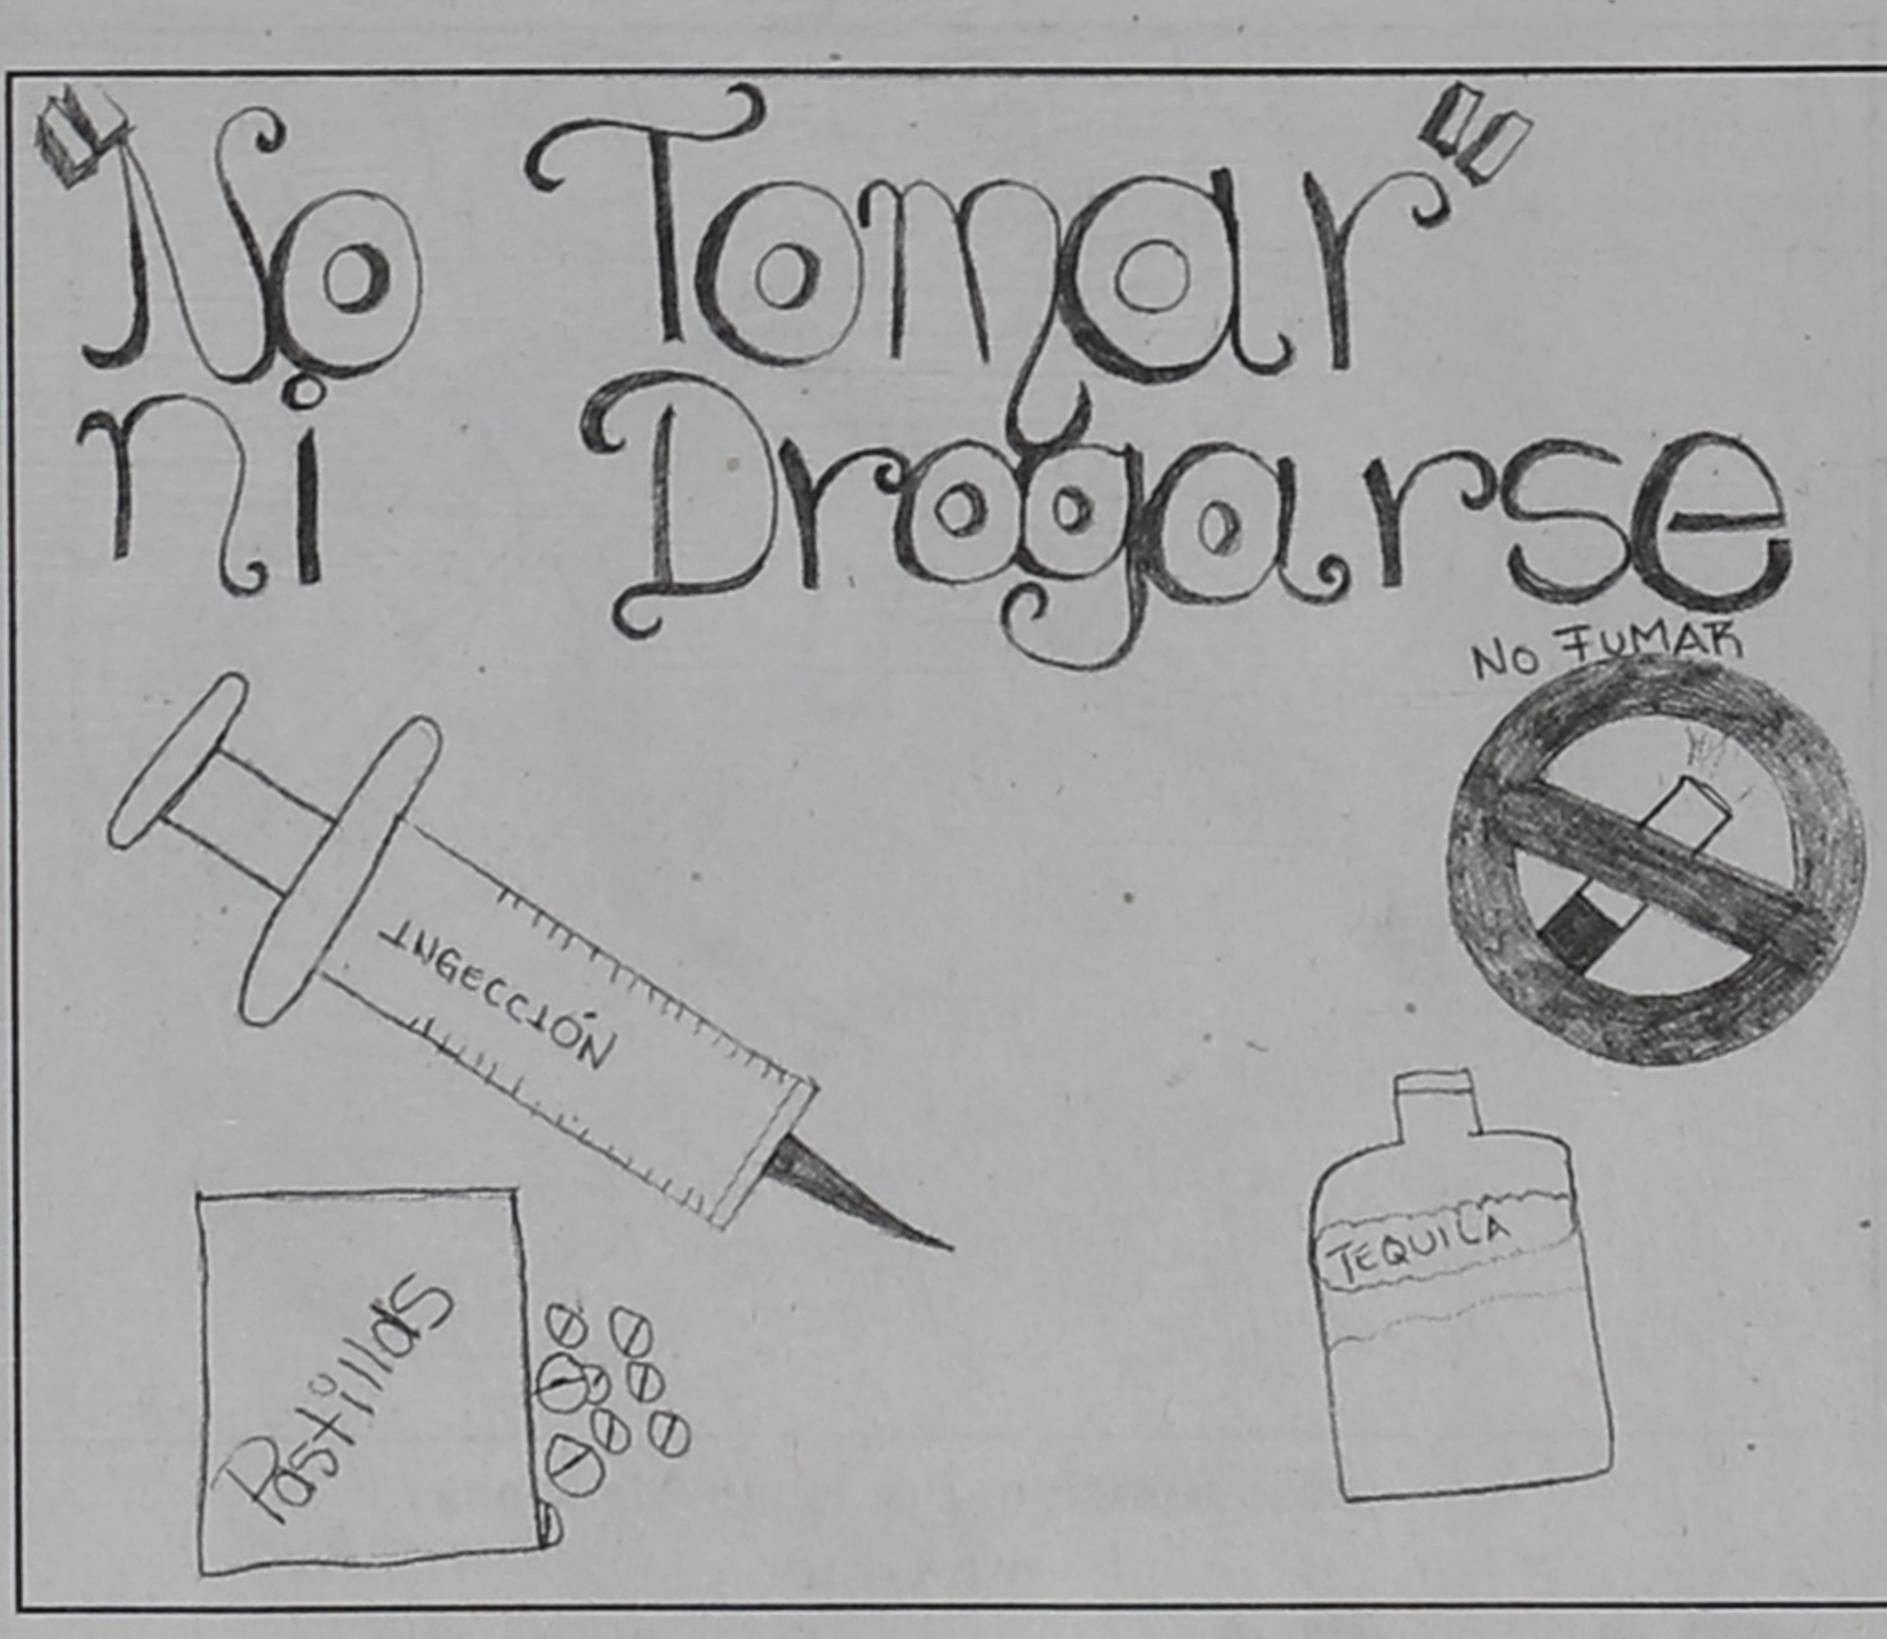 "No Tomar"
ni Drogarse
NO FUMAR
INGECCIÓN
TEQUILA
Pastillas